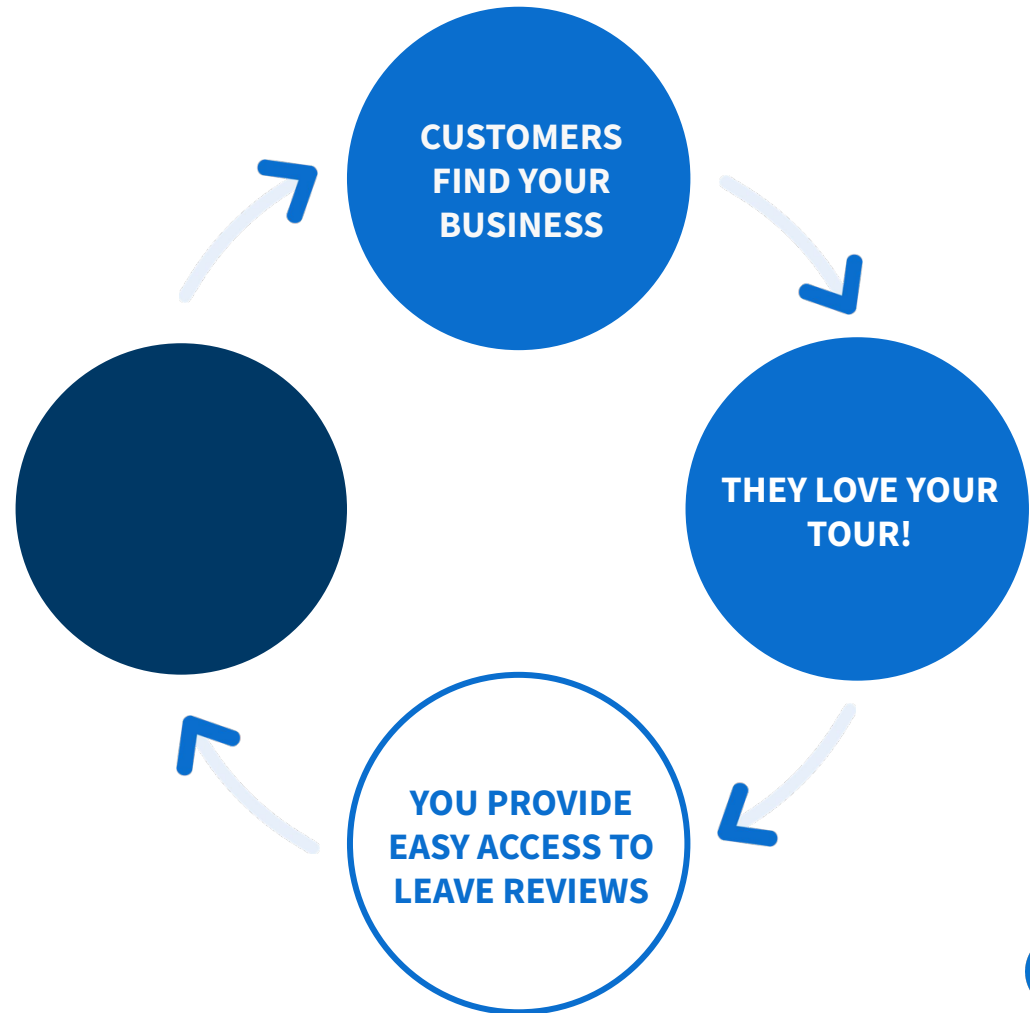 CUSTOMERS
FIND YOUR
BUSINESS
THEY LOVE YOUR
TOUR!
YOU PROVIDE
EASY ACCESS TO
LEAVE REVIEWS